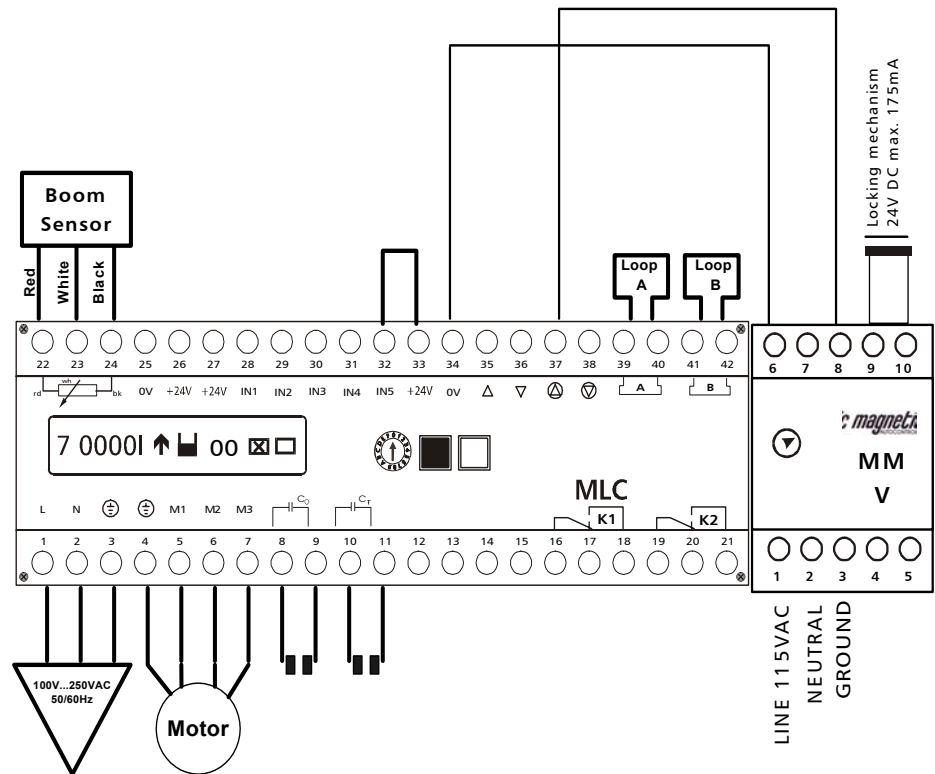 Locking mechanism
24V DC max. 175mA
Boom
Sensor
Red
White
Black
Loop
A
Loop
B
22 23 24 25 26 27 28 29 30 31 32 33 34 35 36 37 38 39 40 41 42
rd wh bk 0V +24V +24V IN1 IN2 IN3 IN4 IN5 +24V 0V △ ▽ A B
6 7 8 9 10
7 0000I 00
magnetic
AUTOCONTROL
MM
V
MLC
L N M1 M2 M3 CO CT K1 K2
1 2 3 4 5 6 7 8 9 10 11 12 13 14 15 16 17 18 19 20 21
1 2 3 4 5
100V...250VAC
50/60Hz
Motor
LINE 115VAC
NEUTRAL
GROUND